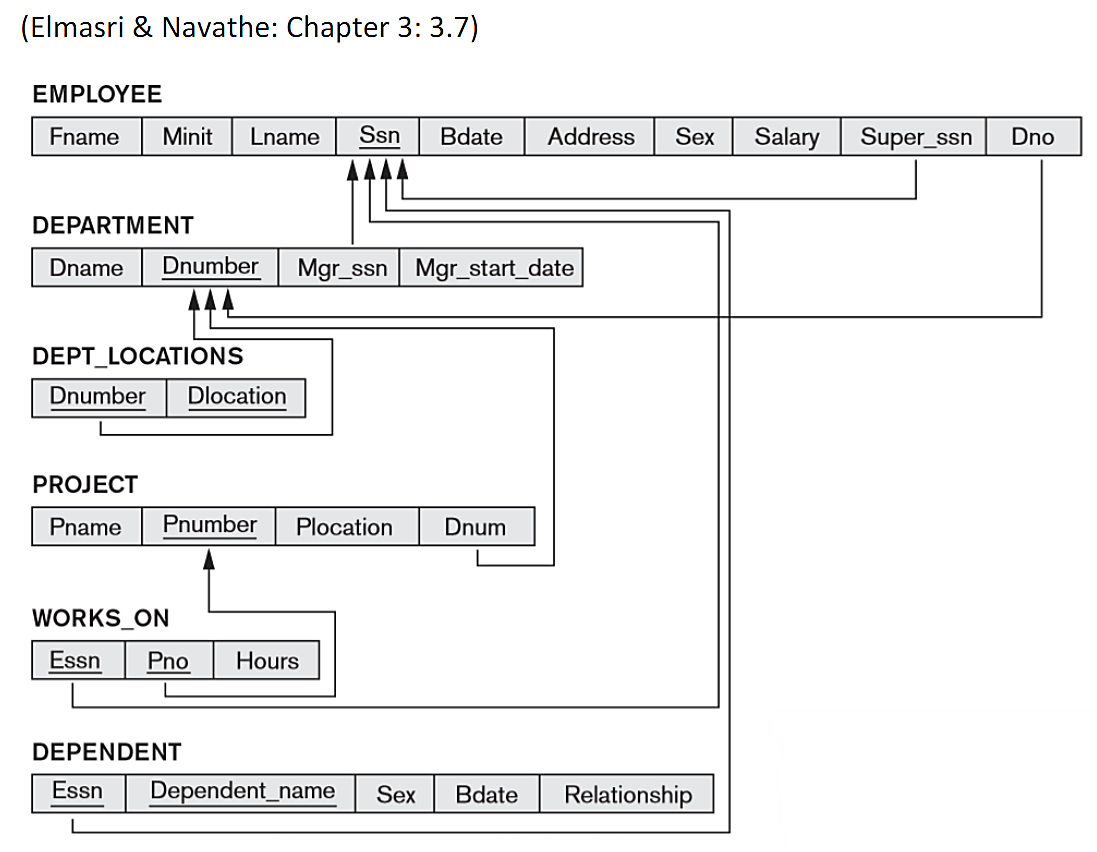 (Elmasri & Navathe: Chapter 3: 3.7)
EMPLOYEE
Fname Minit Lname Ssn Bdate Address Sex Salary Super_ssn Dno
DEPARTMENT
Dname Dnumber Mgr_ssn Mgr_start_date
DEPT_LOCATIONS
Dnumber Dlocation
PROJECT
Pname Pnumber Plocation Dnum
WORKS_ON
Essn Pno Hours
DEPENDENT
Essn Dependent_name Sex Bdate Relationship